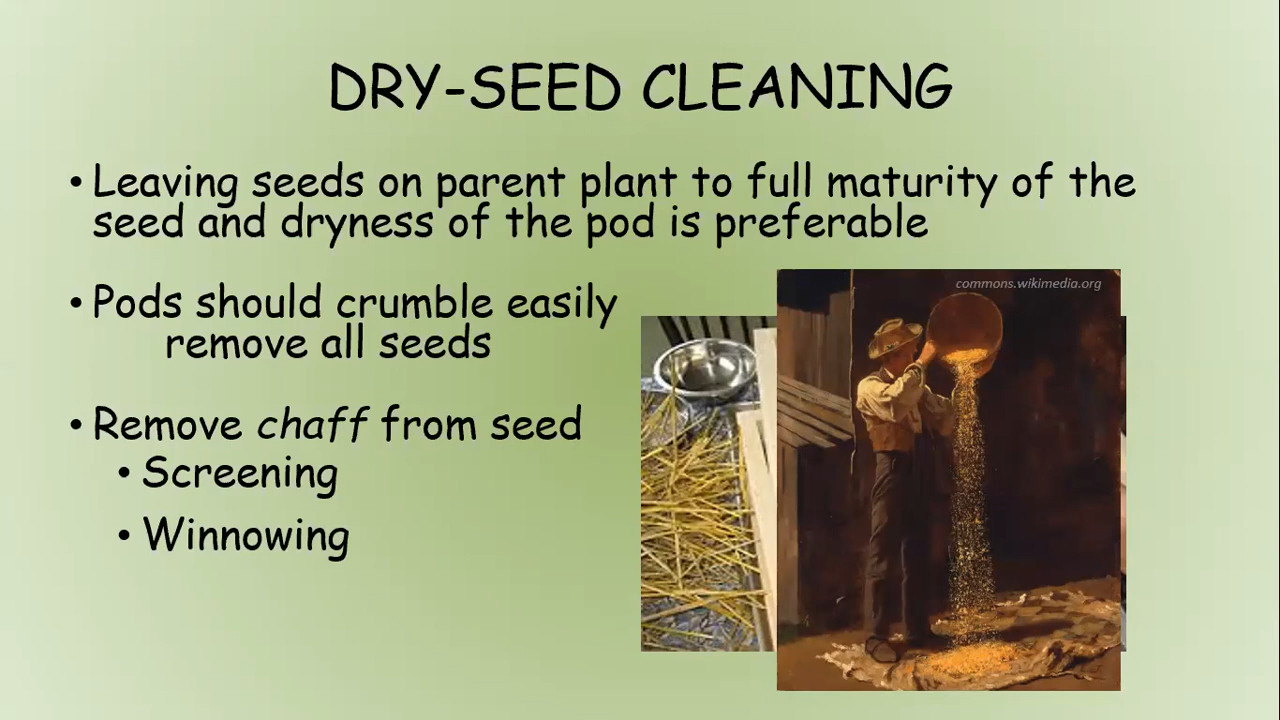 DRY-SEED CLEANING
• Leaving seeds on parent plant to full maturity of the
seed and dryness of the pod is preferable
• Pods should crumble easily
remove all seeds
• Remove chaff from seed
• Screening
• Winnowing
commons.wikimedia.org